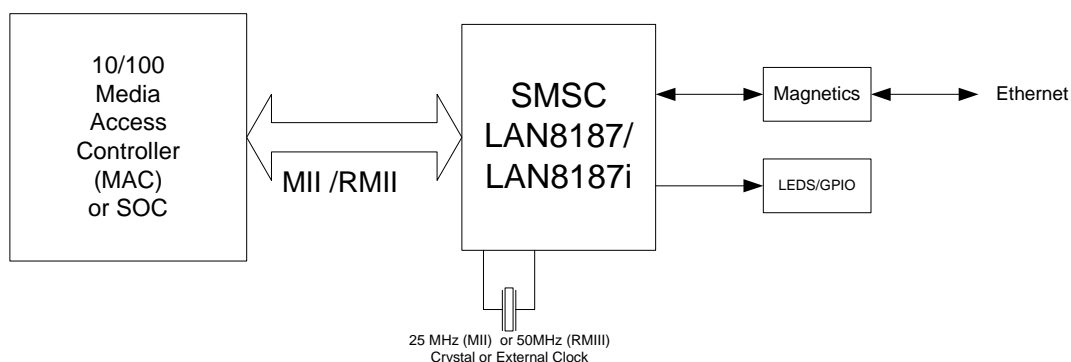 10/100
Media
Access
Controller
(MAC)
or SOC
MII /RMII
SMSC
LAN8187/
LAN8187i
Magnetics
Ethernet
LEDS/GPIO
25 MHz (MII) or 50MHz (RMIII)
Crystal or External Clock